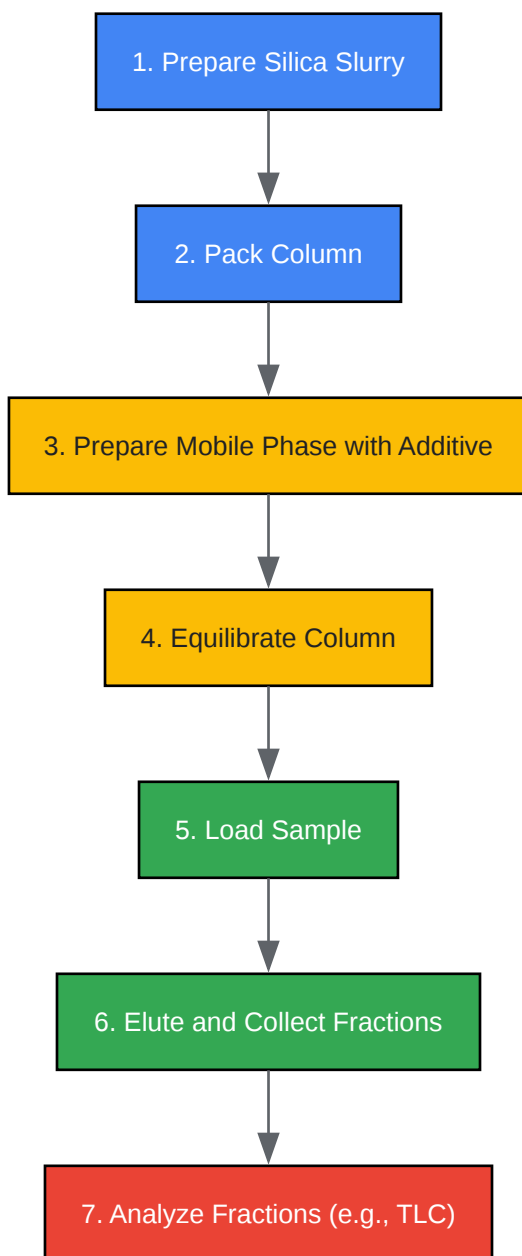 1. Prepare Silica Slurry
2. Pack Column
3. Prepare Mobile Phase with Additive
4. Equilibrate Column
5. Load Sample
6. Elute and Collect Fractions
7. Analyze Fractions (e.g., TLC)